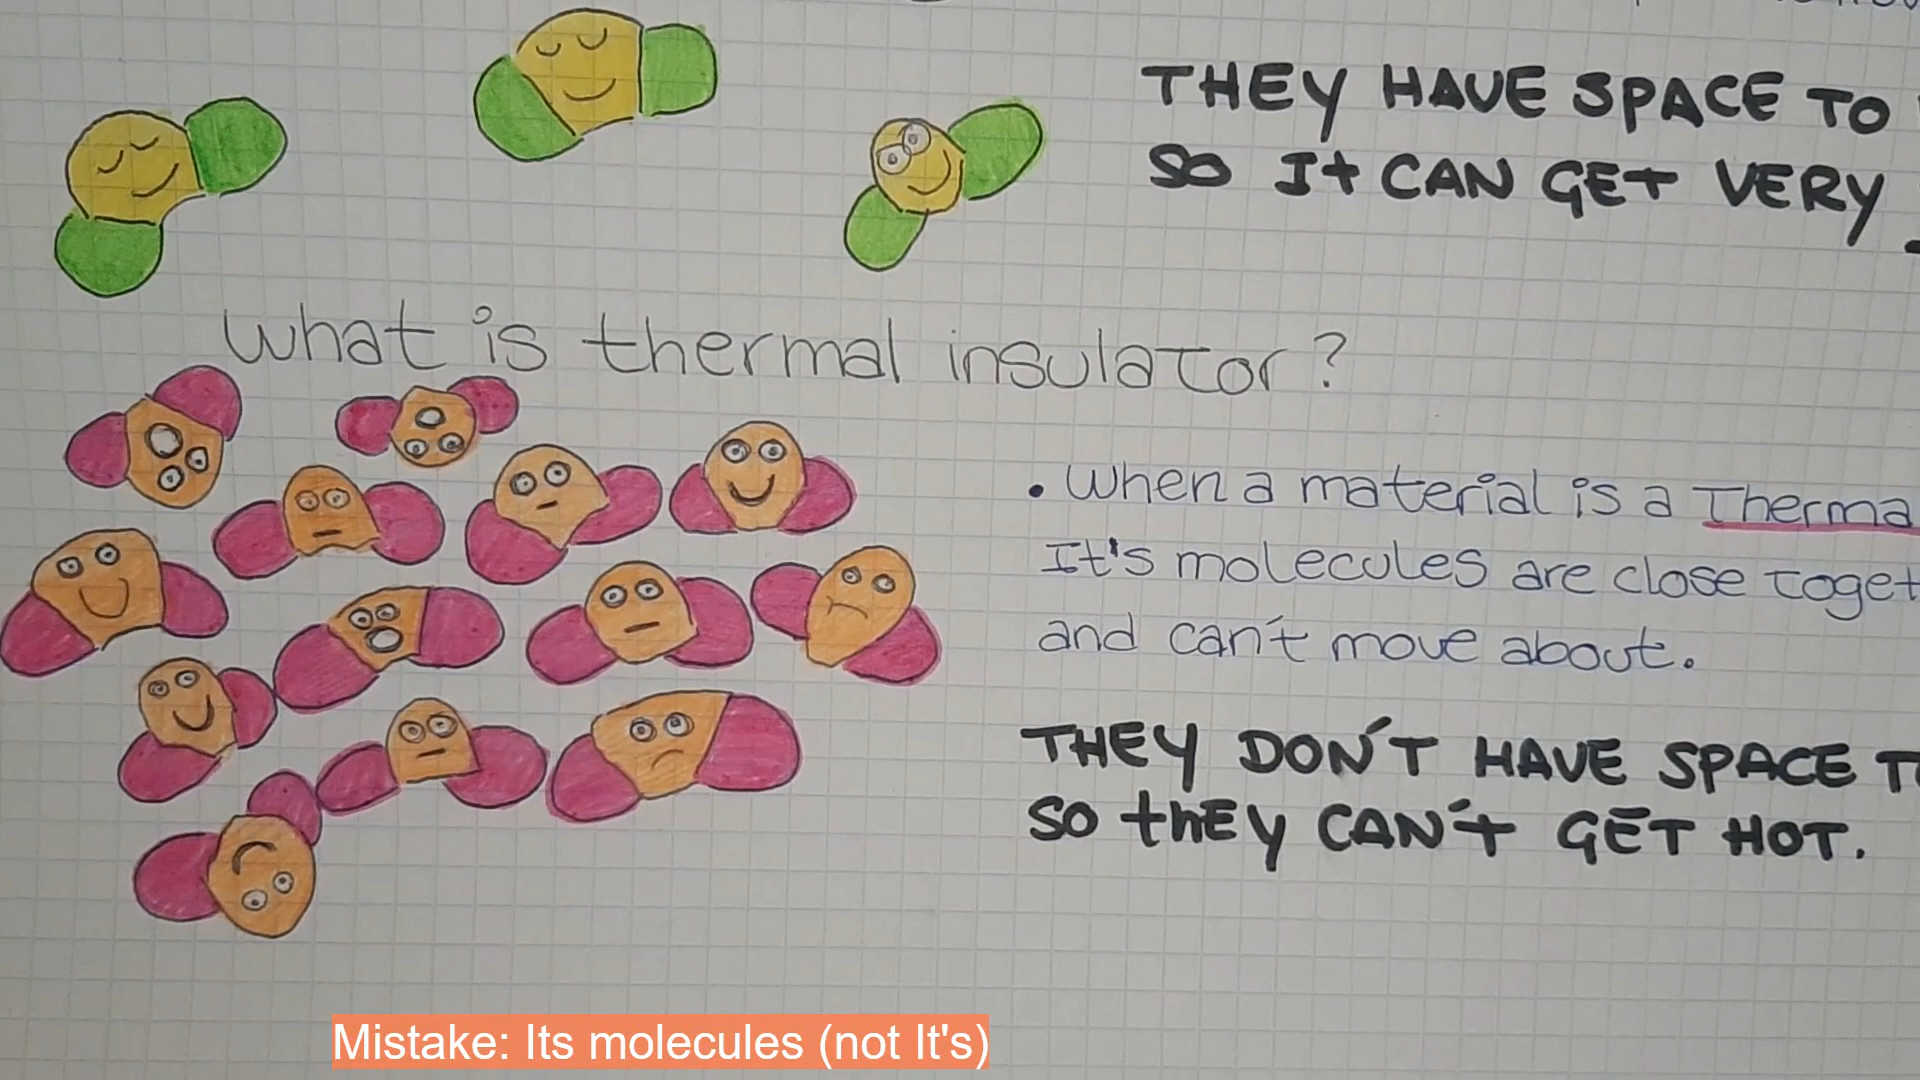 THEY HAVE SPACE TO
SO It CAN GEt VERY
What is thermal insulator?
• When a material is a Therma
It's molecules are close toget
and can't move about.
THEY DON'T HAVE SPACE T
SO thEY CAN't GET HOT.
Mistake: Its molecules (not It's)